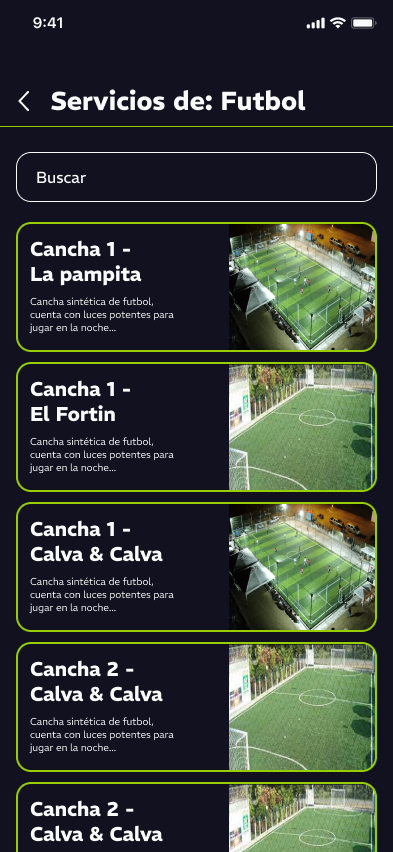 9:41
Servicios de: Futbol
Buscar
Cancha 1 -
La pampita
Cancha sintética de futbol,
cuenta con luces potentes para
jugar en la noche...
Cancha 1 -
El Fortin
Cancha sintética de futbol,
cuenta con luces potentes para
jugar en la noche...
Cancha 1 -
Calva & Calva
Cancha sintética de futbol,
cuenta con luces potentes para
jugar en la noche...
Cancha 2 -
Calva & Calva
Cancha sintética de futbol,
cuenta con luces potentes para
jugar en la noche...
Cancha 2 -
Calva & Calva